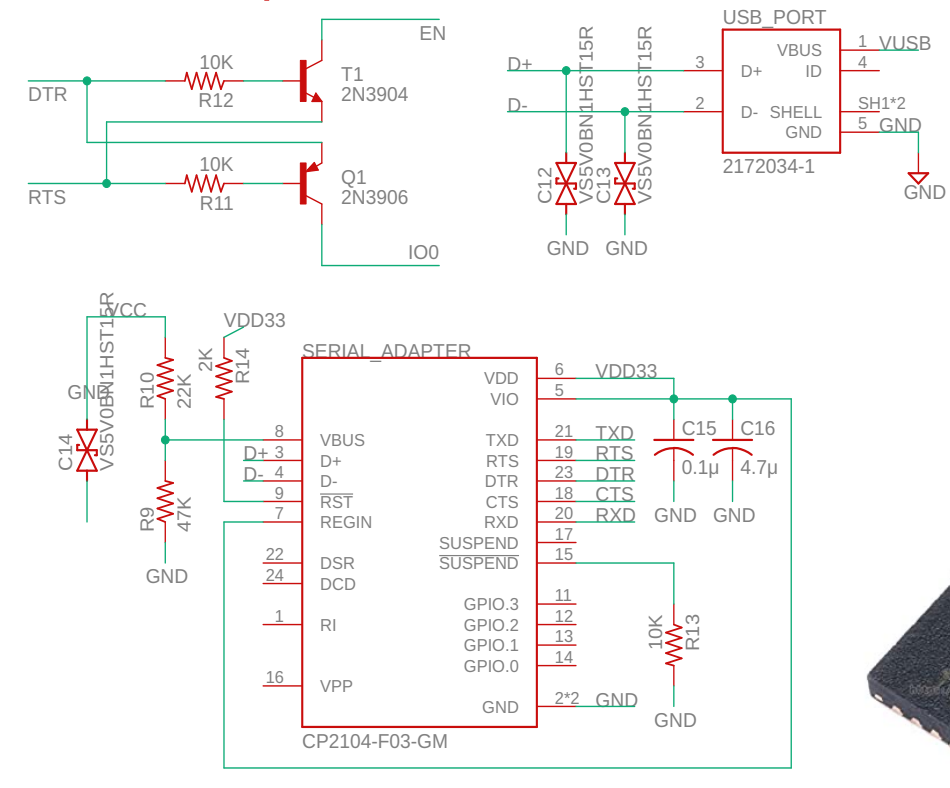 EN
10K
R12
T1
2N3904
DTR
10K
R11
Q1
2N3906
RTS
IO0
USB_PORT
D+
3
D+
VBUS
1
VUSB
ID
4
D-
2
D-
SHELL
SH1*2
GND
5
GND
2172034-1
GND
C12
VS5V0BN1HST15R
C13
VS5V0BN1HST15R
GND
GND
VCC
VS5V0BN1HST15R
GND
C14
R10
22K
R9
47K
GND
VDD33
2K
R14
SERIAL_ADAPTER
8
VBUS
D+
3
D+
D-
4
D-
9
RST
7
REGIN
22
DSR
24
DCD
1
RI
16
VPP
VDD
6
VDD33
VIO
5
TXD
21
TXD
RTS
19
RTS
DTR
23
DTR
CTS
18
CTS
RXD
20
RXD
SUSPEND
17
SUSPEND
15
GPIO.3
11
GPIO.2
12
GPIO.1
13
GPIO.0
14
GND
2*2
GND
CP2104-F03-GM
C15
0.1µ
GND
C16
4.7µ
GND
10K
R13
GND